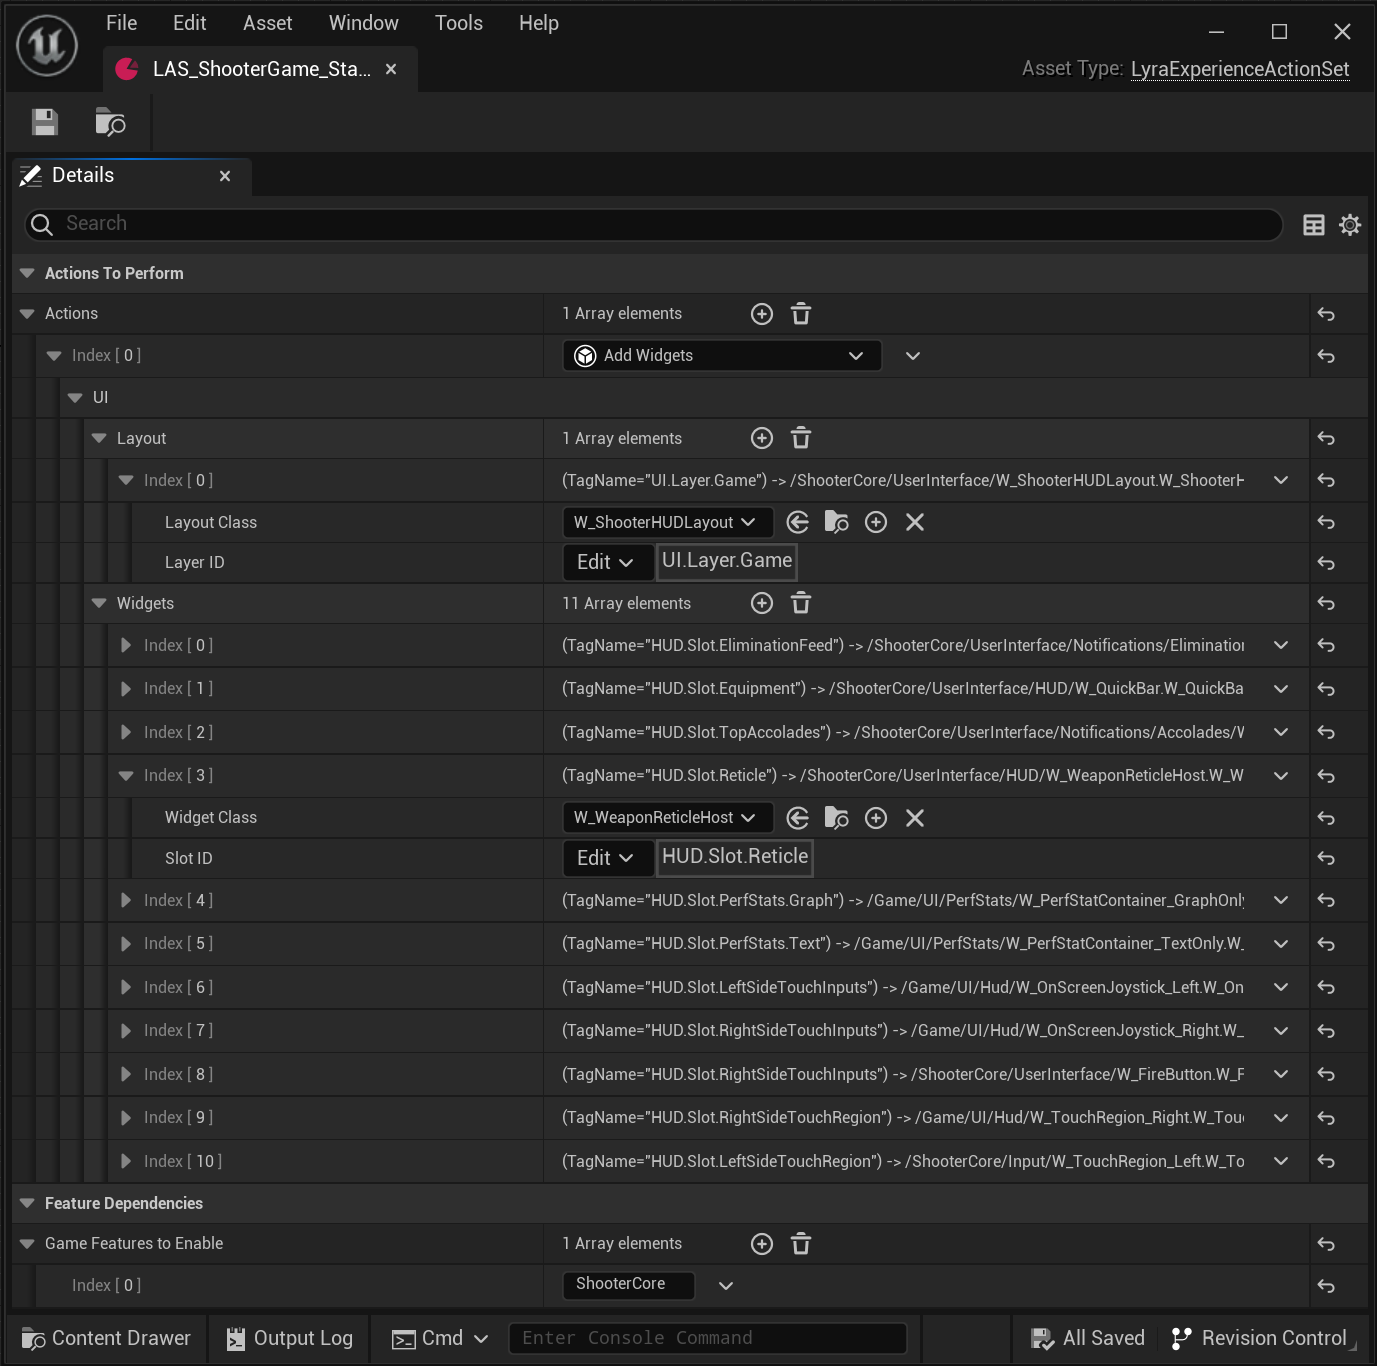 File Edit Asset Window Tools Help
LAS_ShooterGame_Sta...
Asset Type: LyraExperienceActionSet
Details
Search
Actions To Perform
Actions 1 Array elements
Index [ 0 ] Add Widgets
UI
Layout 1 Array elements
Index [ 0 ] (TagName="UI.Layer.Game") -> /ShooterCore/UserInterface/W_ShooterHUDLayout.W_ShooterH
Layout Class W_ShooterHUDLayout
Layer ID Edit UI.Layer.Game
Widgets 11 Array elements
Index [ 0 ] (TagName="HUD.Slot.EliminationFeed") -> /ShooterCore/UserInterface/Notifications/Elimination
Index [ 1 ] (TagName="HUD.Slot.Equipment") -> /ShooterCore/UserInterface/HUD/W_QuickBar.W_QuickBa
Index [ 2 ] (TagName="HUD.Slot.TopAccolades") -> /ShooterCore/UserInterface/Notifications/Accolades/W
Index [ 3 ] (TagName="HUD.Slot.Reticle") -> /ShooterCore/UserInterface/HUD/W_WeaponReticleHost.W_W
Widget Class W_WeaponReticleHost
Slot ID Edit HUD.Slot.Reticle
Index [ 4 ] (TagName="HUD.Slot.PerfStats.Graph") -> /Game/UI/PerfStats/W_PerfStatContainer_GraphOnly
Index [ 5 ] (TagName="HUD.Slot.PerfStats.Text") -> /Game/UI/PerfStats/W_PerfStatContainer_TextOnly.W_
Index [ 6 ] (TagName="HUD.Slot.LeftSideTouchInputs") -> /Game/UI/Hud/W_OnScreenJoystick_Left.W_On
Index [ 7 ] (TagName="HUD.Slot.RightSideTouchInputs") -> /Game/UI/Hud/W_OnScreenJoystick_Right.W_
Index [ 8 ] (TagName="HUD.Slot.RightSideTouchInputs") -> /ShooterCore/UserInterface/W_FireButton.W_F
Index [ 9 ] (TagName="HUD.Slot.RightSideTouchRegion") -> /Game/UI/Hud/W_TouchRegion_Right.W_Touc
Index [ 10 ] (TagName="HUD.Slot.LeftSideTouchRegion") -> /ShooterCore/Input/W_TouchRegion_Left.W_To
Feature Dependencies
Game Features to Enable 1 Array elements
Index [ 0 ] ShooterCore
Content Drawer Output Log Cmd Enter Console Command All Saved Revision Control